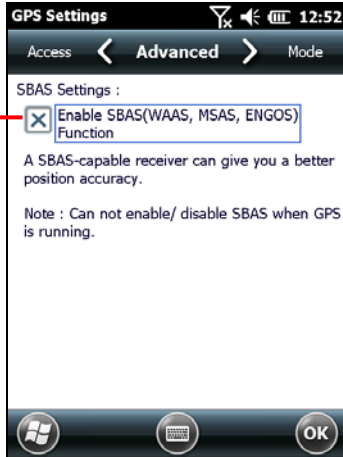 GPS Settings 12:52
Access Advanced Mode
SBAS Settings :
Enable SBAS(WAAS, MSAS, ENGOS)
Function
A SBAS-capable receiver can give you a better
position accuracy.
Note : Can not enable/ disable SBAS when GPS
is running.
OK